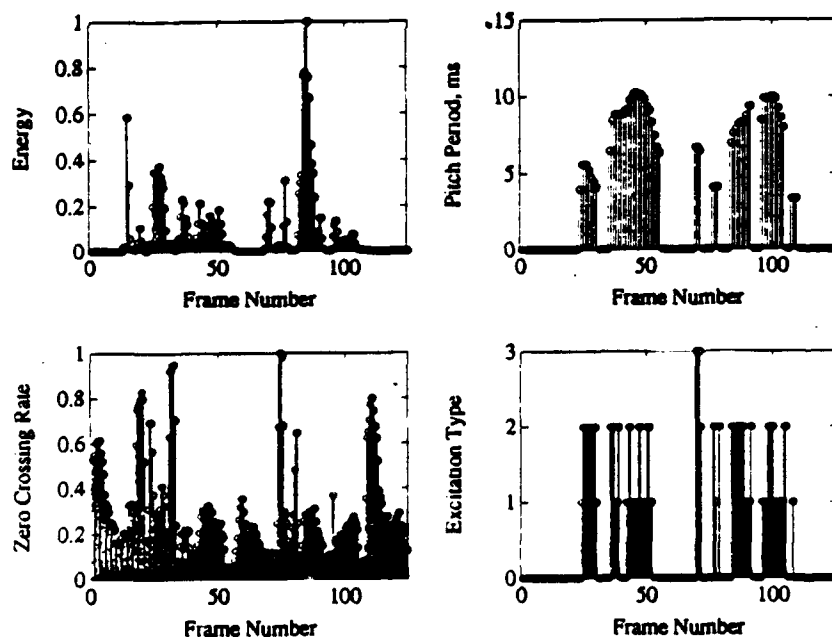 Energy
1
0.8
0.6
0.4
0.2
0
0 50 100
Frame Number
Pitch Period, ms
15
10
5
0
0 50 100
Frame Number
Zero Crossing Rate
1
0.8
0.6
0.4
0.2
0
0 50 100
Frame Number
Excitation Type
3
2
1
0
0 50 100
Frame Number